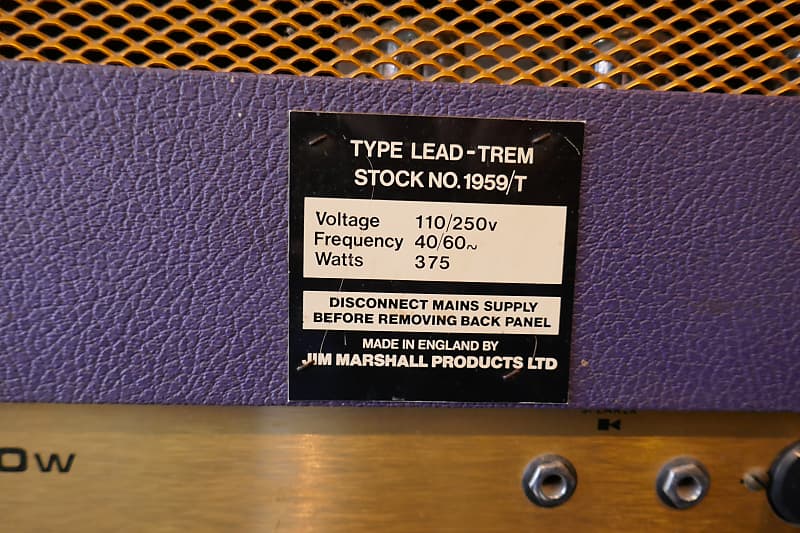 TYPE LEAD-TREM
STOCK NO. 1959/T
Voltage 110/250v
Frequency 40/60~
Watts 375
DISCONNECT MAINS SUPPLY
BEFORE REMOVING BACK PANEL
MADE IN ENGLAND BY
JIM MARSHALL PRODUCTS LTD
0W